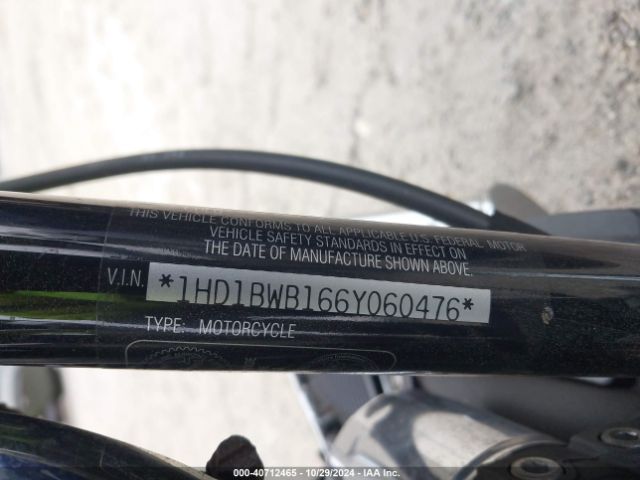 THIS VEHICLE CONFORMS TO ALL APPLICABLE U.S. FEDERAL MOTOR
VEHICLE SAFETY STANDARDS IN EFFECT ON
THE DATE OF MANUFACTURE SHOWN ABOVE.
V.I.N. *1HD1BWB166Y060476*
TYPE: MOTORCYCLE
000-40712465 • 10/29/2024 • IAA Inc.